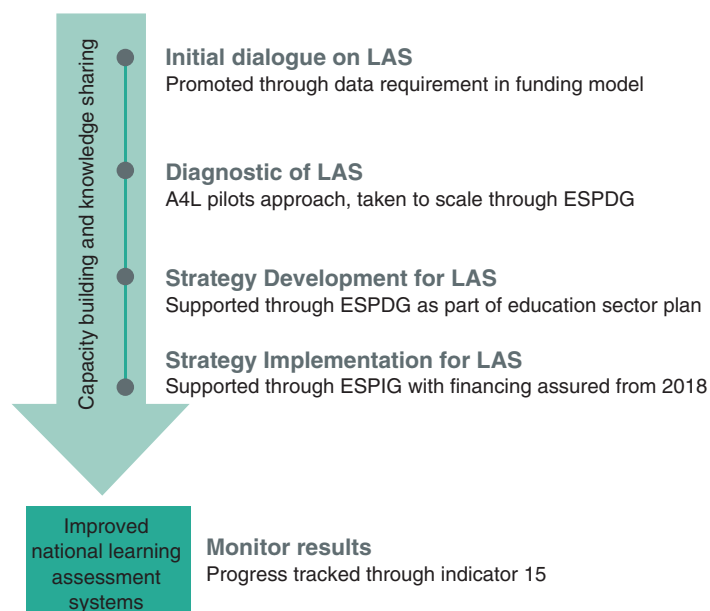 Capacity building and knowledge sharing
Initial dialogue on LAS
Promoted through data requirement in funding model
Diagnostic of LAS
A4L pilots approach, taken to scale through ESPDG
Strategy Development for LAS
Supported through ESPDG as part of education sector plan
Strategy Implementation for LAS
Supported through ESPIG with financing assured from 2018
Improved
national learning
assessment
systems
Monitor results
Progress tracked through indicator 15